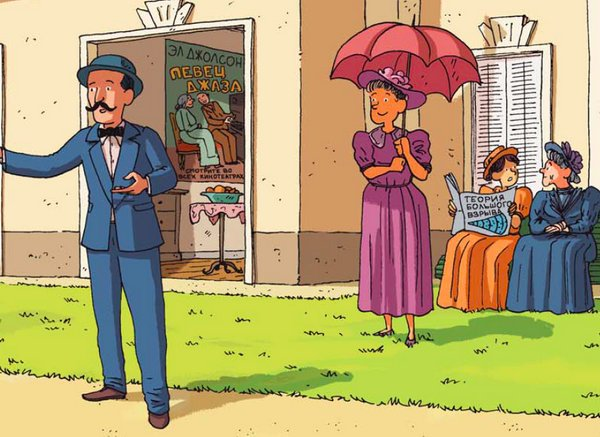 ЭЛ ДЖОЛСОН
ПЕВЕЦ
ДЖАЗА
СМОТРИТЕ ВО
ВСЕХ КИНОТЕАТРАХ
ТЕОРИЯ
БОЛЬШОГО
ВЗРЫВА